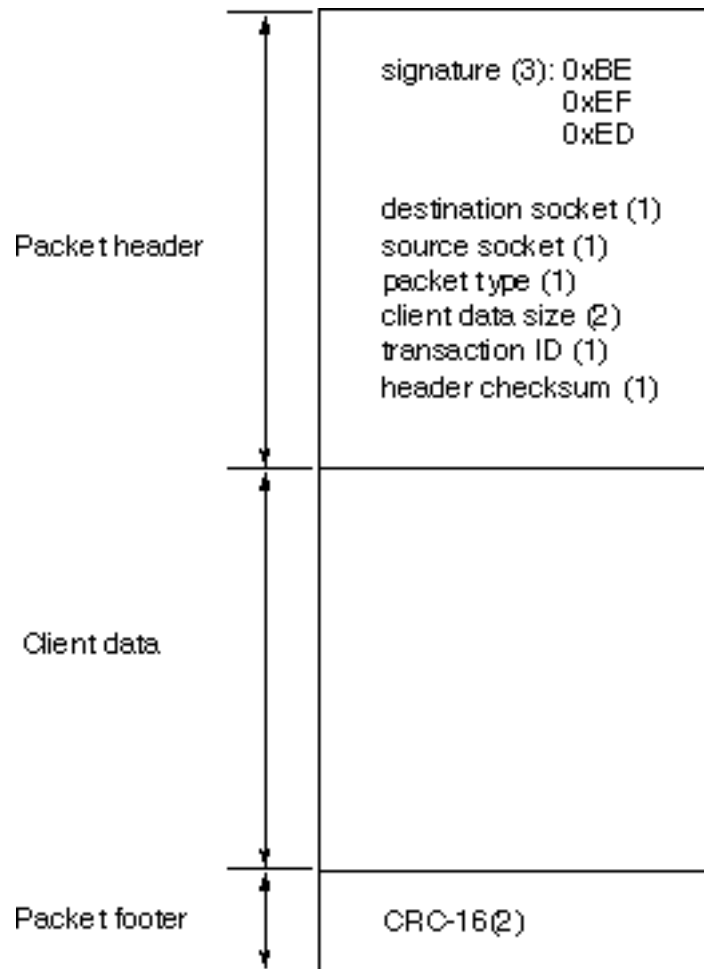 signature (3): 0xBE
0xEF
0xED
destination socket (1)
Packet header
source socket (1)
packet type (1)
client data size (2)
transaction ID (1)
header checksum (1)
Client data
Packet footer
CRC-16(2)